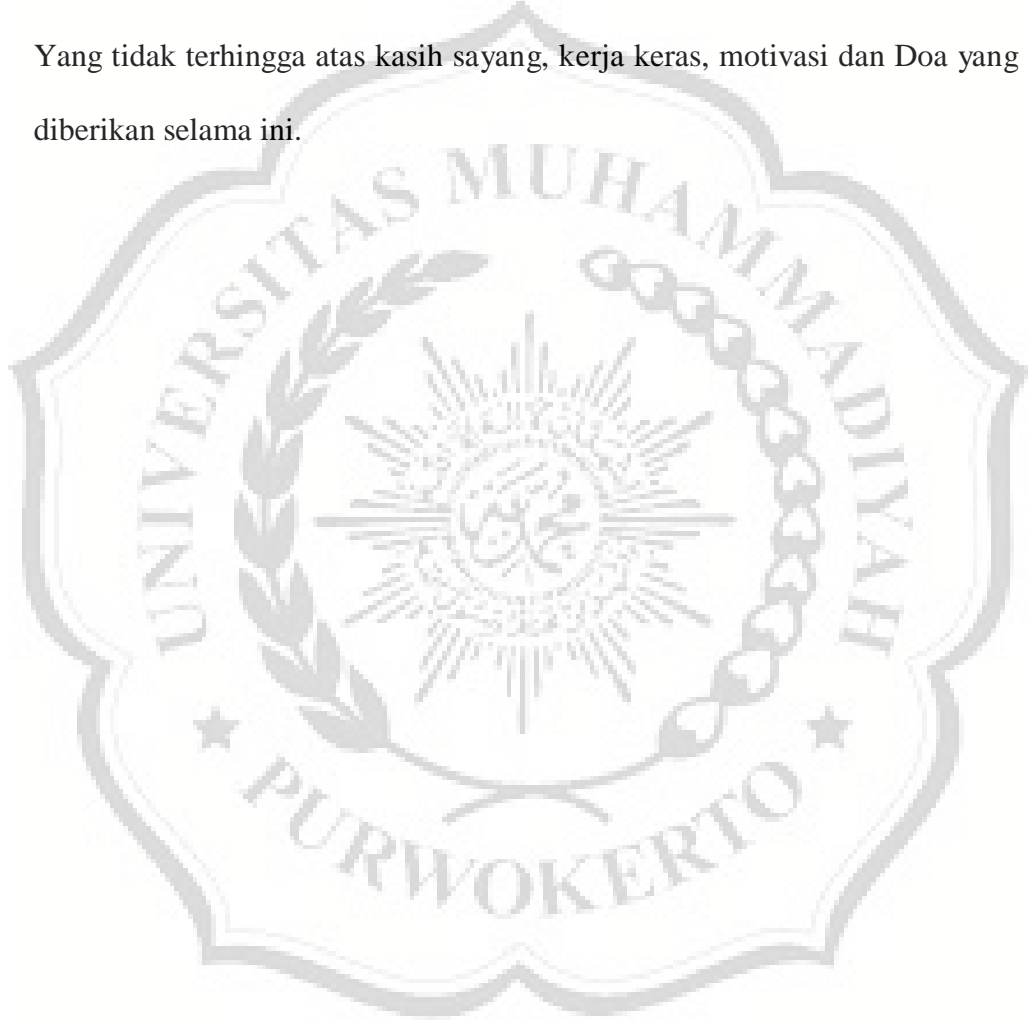 Yang tidak terhingga atas kasih sayang, kerja keras, motivasi dan Doa yang
diberikan selama ini.
UNIVERSITAS MUHAMMADIYAH
PURWOKERTO